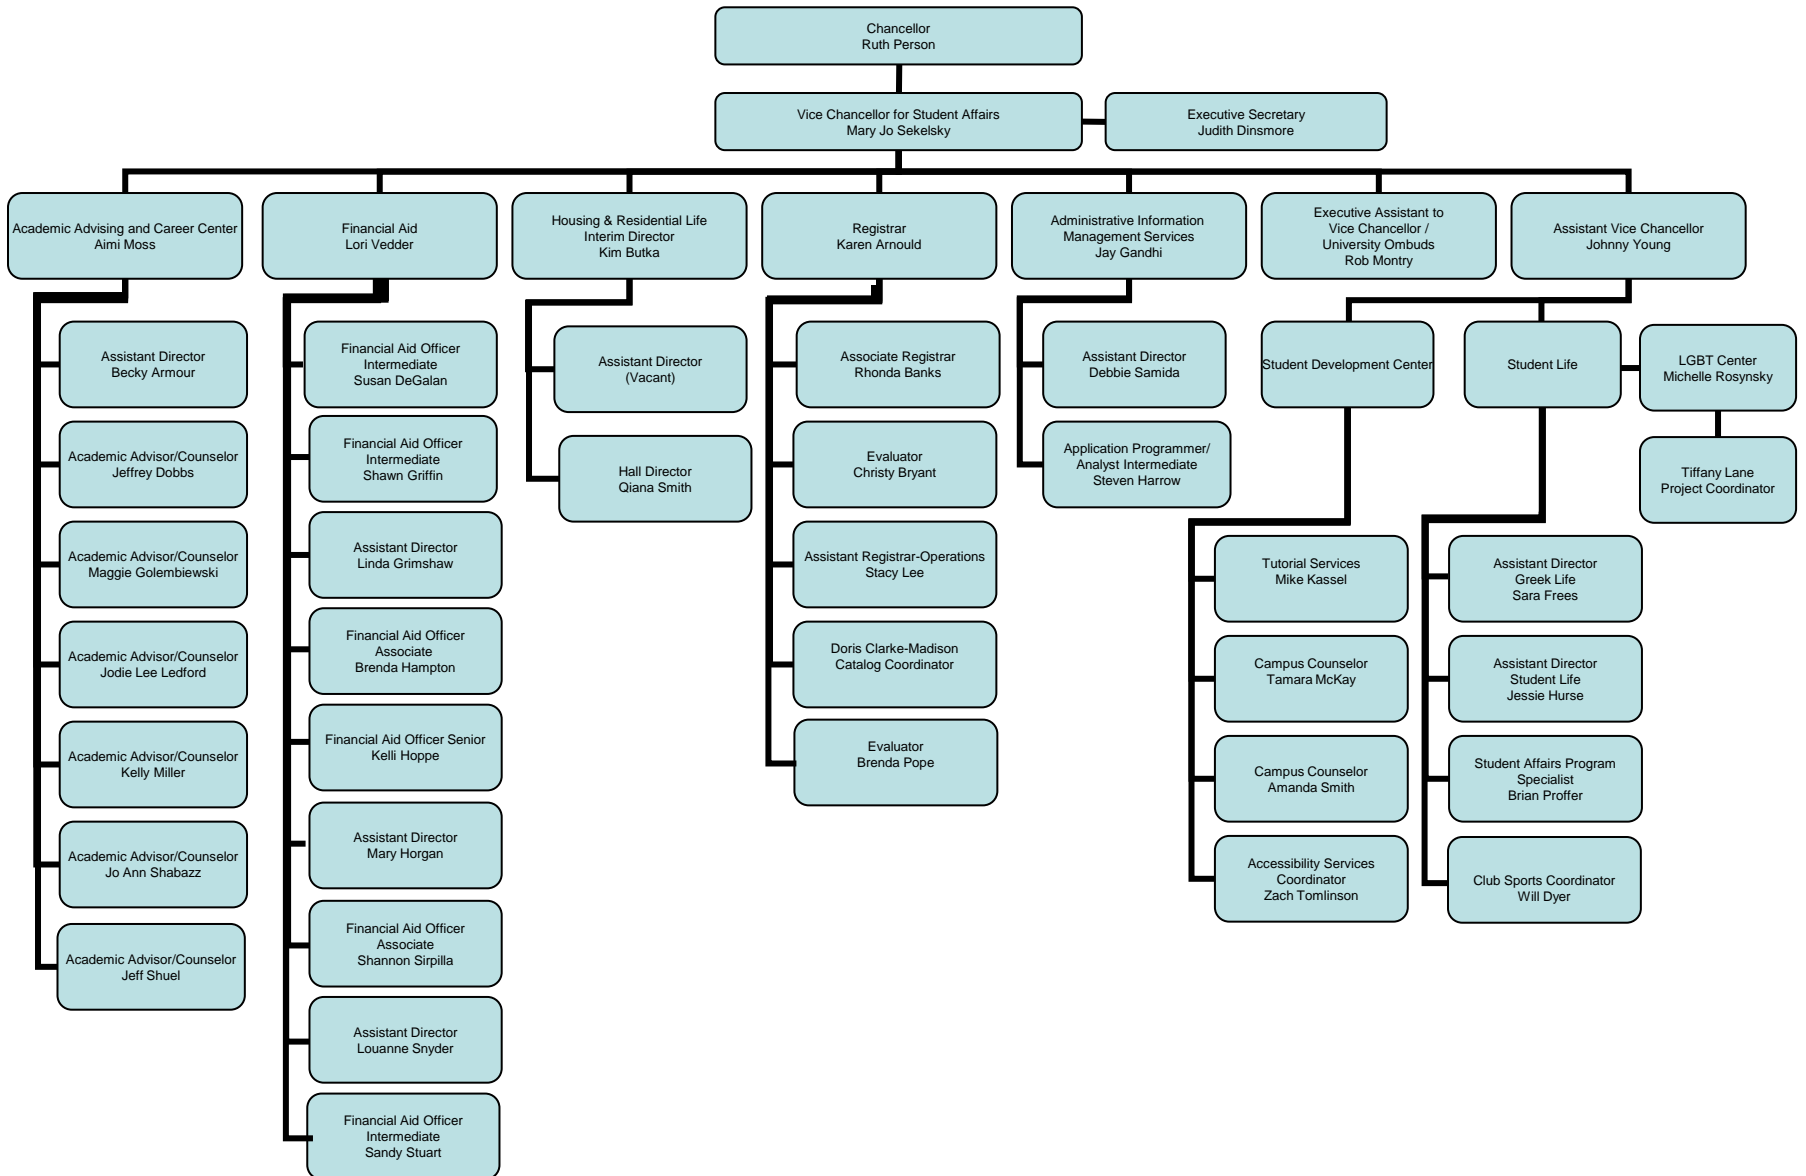 Chancellor
Ruth Person
Vice Chancellor for Student Affairs
Mary Jo Sekelsky
Executive Secretary
Judith Dinsmore
Academic Advising and Career Center
Aimi Moss
Financial Aid
Lori Vedder
Housing & Residential Life
Interim Director
Kim Butka
Registrar
Karen Arnould
Administrative Information
Management Services
Jay Gandhi
Executive Assistant to
Vice Chancellor /
University Ombuds
Rob Montry
Assistant Vice Chancellor
Johnny Young
Assistant Director
Becky Armour
Academic Advisor/Counselor
Jeffrey Dobbs
Academic Advisor/Counselor
Maggie Golembiewski
Academic Advisor/Counselor
Jodie Lee Ledford
Academic Advisor/Counselor
Kelly Miller
Academic Advisor/Counselor
Jo Ann Shabazz
Academic Advisor/Counselor
Jeff Shuel
Financial Aid Officer
Intermediate
Susan DeGalan
Financial Aid Officer
Intermediate
Shawn Griffin
Assistant Director
Linda Grimshaw
Financial Aid Officer
Associate
Brenda Hampton
Financial Aid Officer Senior
Kelli Hoppe
Assistant Director
Mary Horgan
Financial Aid Officer
Associate
Shannon Sirpilla
Assistant Director
Louanne Snyder
Financial Aid Officer
Intermediate
Sandy Stuart
Assistant Director
(Vacant)
Hall Director
Qiana Smith
Associate Registrar
Rhonda Banks
Evaluator
Christy Bryant
Assistant Registrar-Operations
Stacy Lee
Doris Clarke-Madison
Catalog Coordinator
Evaluator
Brenda Pope
Assistant Director
Debbie Samida
Application Programmer/
Analyst Intermediate
Steven Harrow
Student Development Center
Student Life
LGBT Center
Michelle Rosynsky
Tiffany Lane
Project Coordinator
Tutorial Services
Mike Kassel
Campus Counselor
Tamara McKay
Campus Counselor
Amanda Smith
Accessibility Services
Coordinator
Zach Tomlinson
Assistant Director
Greek Life
Sara Frees
Assistant Director
Student Life
Jessie Hurse
Student Affairs Program
Specialist
Brian Proffer
Club Sports Coordinator
Will Dyer